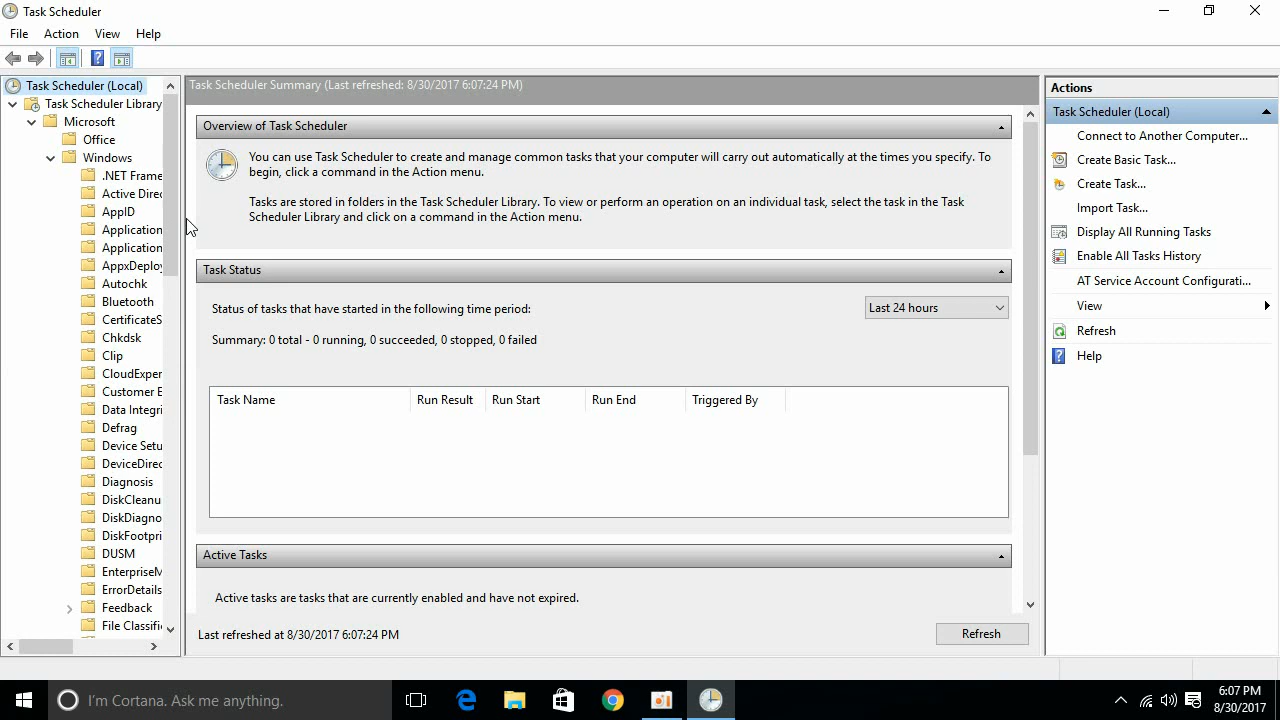 Task Scheduler
File Action View Help
Task Scheduler (Local)
Task Scheduler Library
Microsoft
Office
Windows
.NET Frame
Active Direc
AppID
Application
Application
AppxDeploy
Autochk
Bluetooth
CertificateS
Chkdsk
Clip
CloudExper
Customer E
Data Integri
Defrag
Device Setu
DeviceDirec
Diagnosis
DiskCleanu
DiskDiagno
DiskFootpri
DUSM
EnterpriseM
ErrorDetails
Feedback
File Classifi
Task Scheduler Summary (Last refreshed: 8/30/2017 6:07:24 PM)
Overview of Task Scheduler
You can use Task Scheduler to create and manage common tasks that your computer will carry out automatically at the times you specify. To
begin, click a command in the Action menu.
Tasks are stored in folders in the Task Scheduler Library. To view or perform an operation on an individual task, select the task in the Task
Scheduler Library and click on a command in the Action menu.
Task Status
Status of tasks that have started in the following time period:
Last 24 hours
Summary: 0 total - 0 running, 0 succeeded, 0 stopped, 0 failed
Task Name Run Result Run Start Run End Triggered By
Active Tasks
Active tasks are tasks that are currently enabled and have not expired.
Last refreshed at 8/30/2017 6:07:24 PM
Refresh
Actions
Task Scheduler (Local)
Connect to Another Computer...
Create Basic Task...
Create Task...
Import Task...
Display All Running Tasks
Enable All Tasks History
AT Service Account Configurati...
View
Refresh
Help
I'm Cortana. Ask me anything.
6:07 PM
8/30/2017